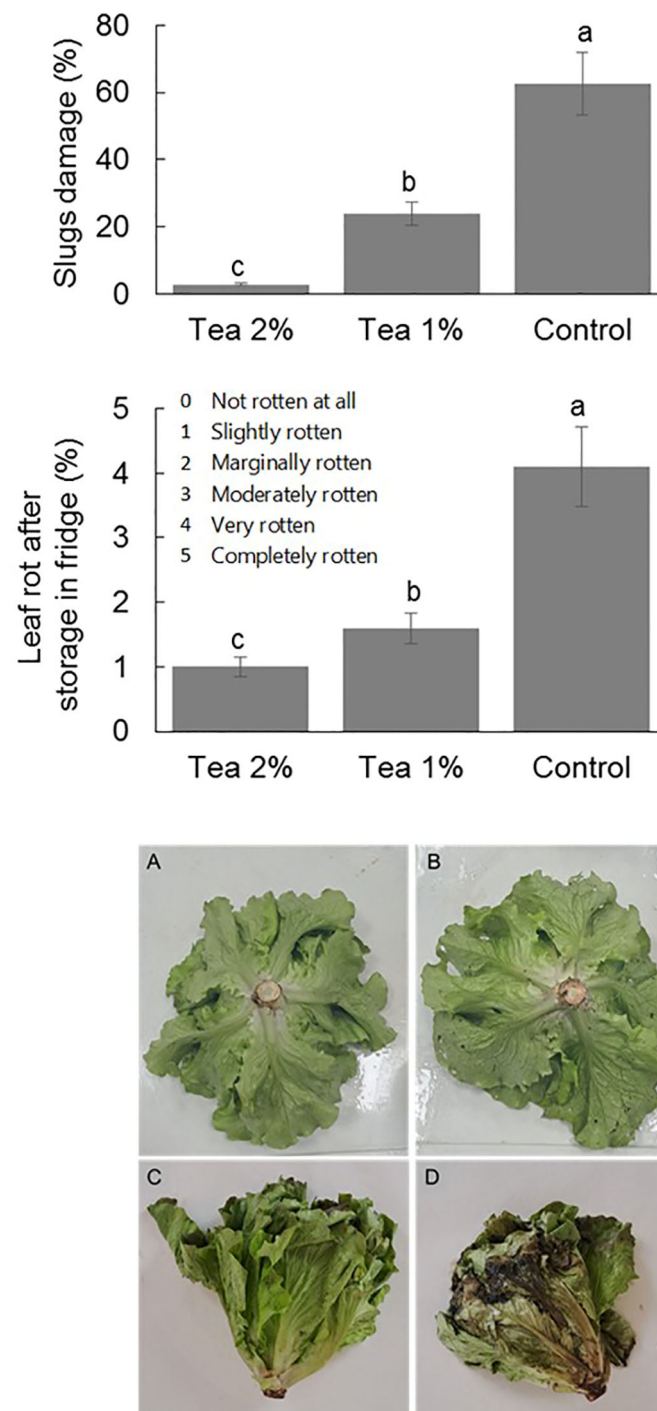 Slugs damage (%)
80
60
40
20
0
a
b
c
Tea 2% Tea 1% Control
Leaf rot after
storage in fridge (%)
5
4
3
2
1
0
0 Not rotten at all
1 Slightly rotten
2 Marginally rotten
3 Moderately rotten
4 Very rotten
5 Completely rotten
a
b
c
Tea 2% Tea 1% Control
A
B
C
D